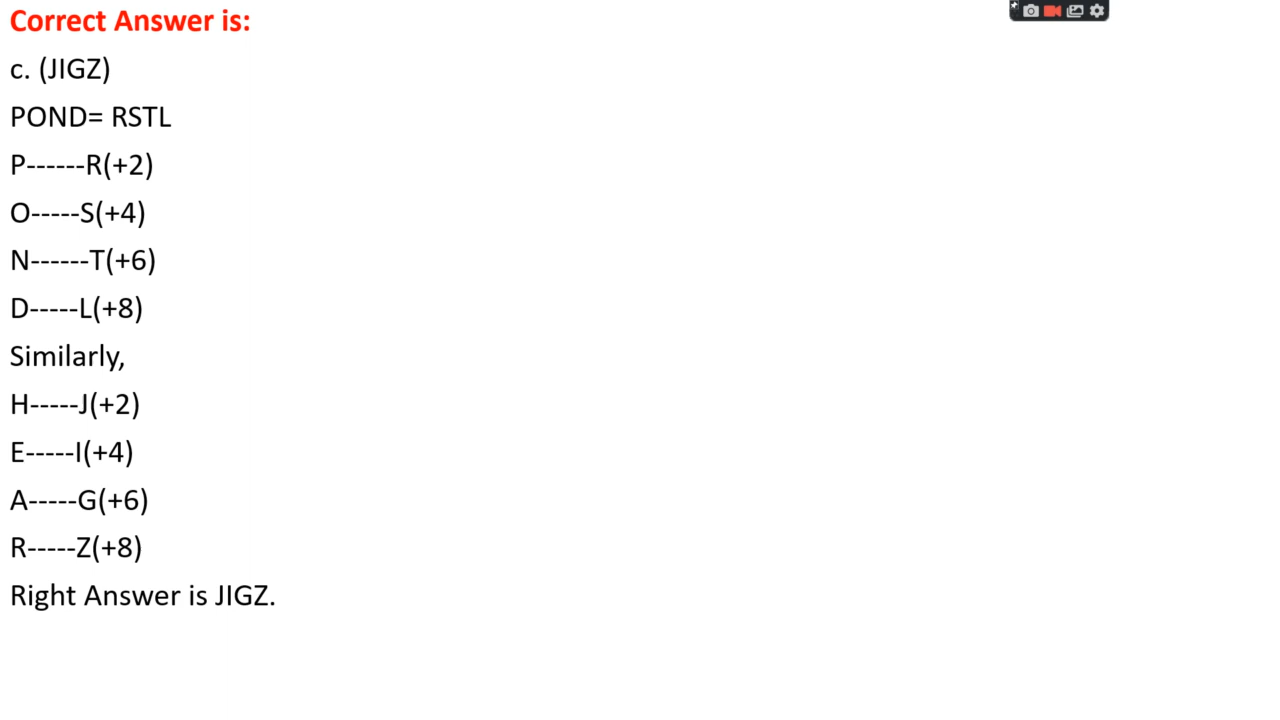 Correct Answer is:
c. (JIGZ)
POND= RSTL
P------R(+2)
O-----S(+4)
N------T(+6)
D-----L(+8)
Similarly,
H-----J(+2)
E-----I(+4)
A-----G(+6)
R-----Z(+8)
Right Answer is JIGZ.